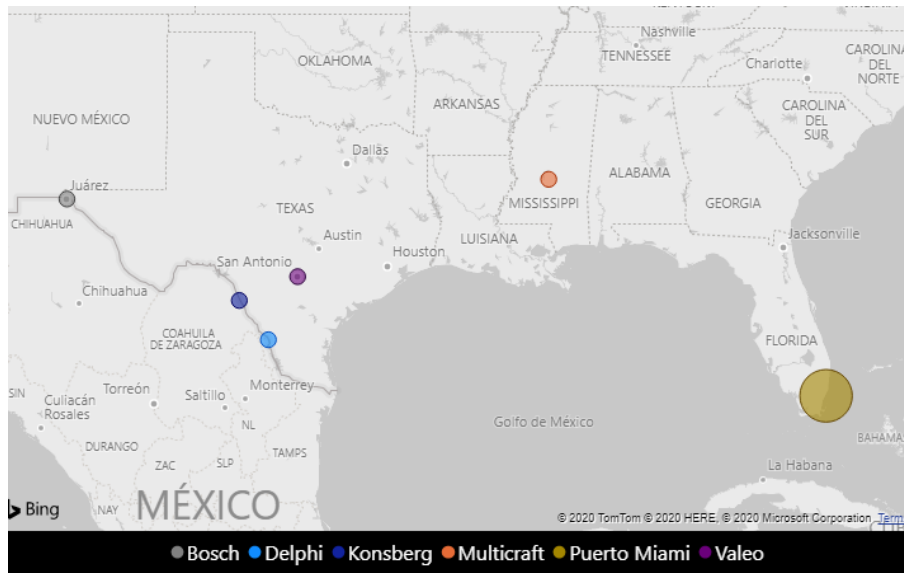 Nashville
TENNESSEE
OKLAHOMA
Charlotte
CAROLINA
DEL
NORTE
ARKANSAS
CAROLINA
DEL
SUR
NUEVO MÉXICO
Dallas
ALABAMA
Juárez
MISSISSIPPI
GEORGIA
TEXAS
CHIHUAHUA
Austin
LUISIANA
Jacksonville
Houston
San Antonio
Chihuahua
COAHUILA
DE ZARAGOZA
FLORIDA
Torreón
Monterrey
Saltillo
SIN
Culiacán
Rosales
NL
Golfo de México
BAHAMAS
DURANGO
TAMPS
ZAC
SLP
La Habana
MÉXICO
NAY
Bing
© 2020 TomTom © 2020 HERE, © 2020 Microsoft Corporation Term
Bosch Delphi Konsberg Multicraft Puerto Miami Valeo